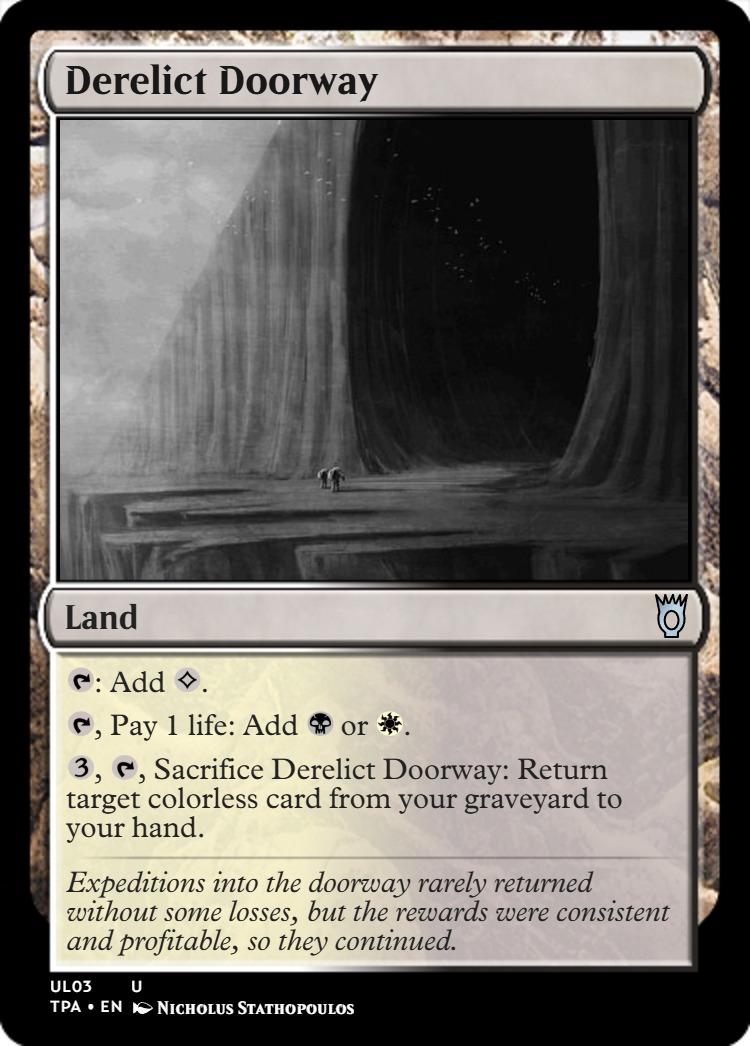 Derelict Doorway
Land
: Add .
, Pay 1 life: Add or .
3, , Sacrifice Derelict Doorway: Return
target colorless card from your graveyard to
your hand.
Expeditions into the doorway rarely returned
without some losses, but the rewards were consistent
and profitable, so they continued.
UL03 U
TPA • EN Nicholus Stathopoulos